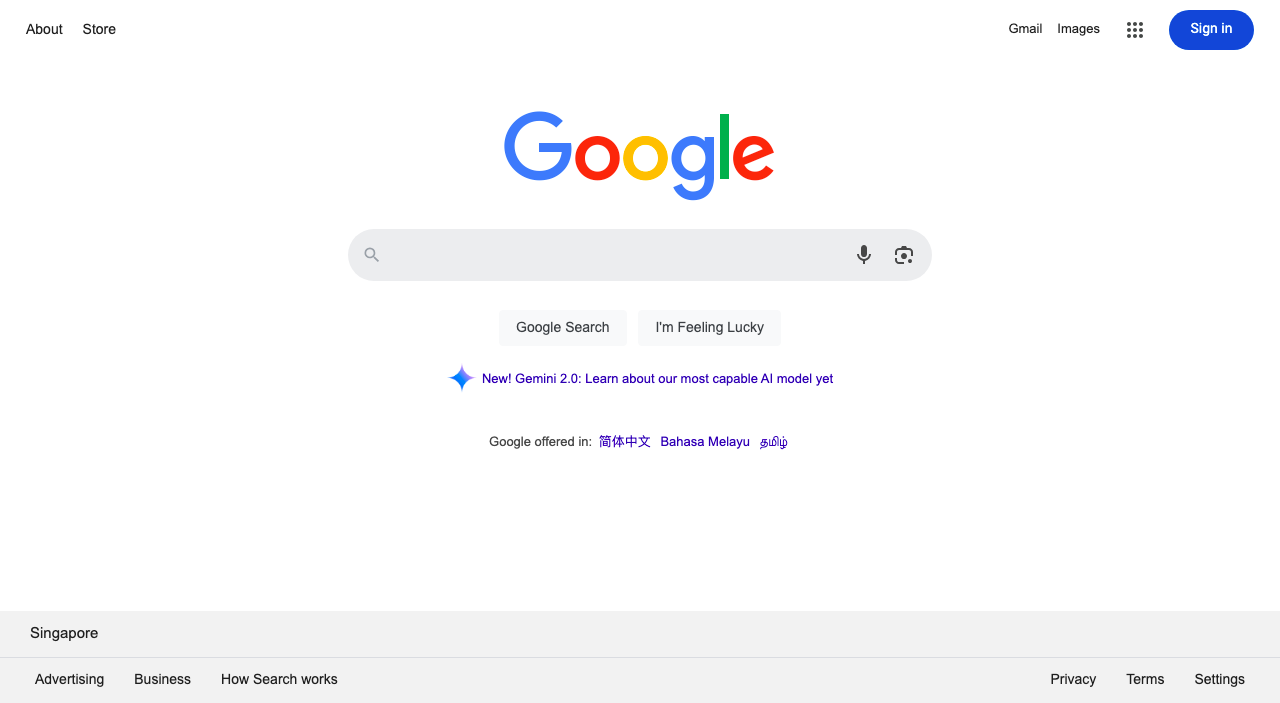 About Store Gmail Images Sign in
Google
Google Search I'm Feeling Lucky
New! Gemini 2.0: Learn about our most capable AI model yet
Google offered in: 简体中文 Bahasa Melayu தமிழ்
Singapore
Advertising Business How Search works Privacy Terms Settings